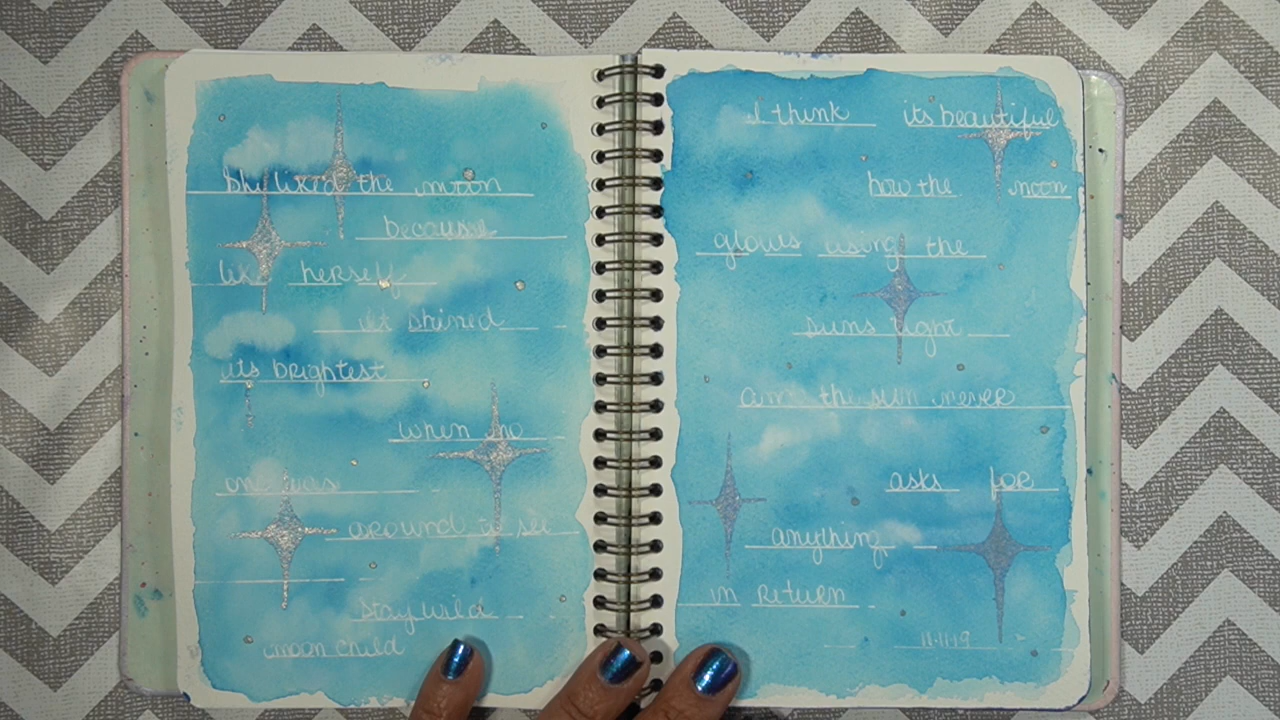 She liked the moon
because
like herself
it shined
its brightest
when no
one was
around to see
stay wild
moon child
I think its beautiful
how the moon
glows using the
suns light
and the sun never
asks for
anything
in return
11.11.19